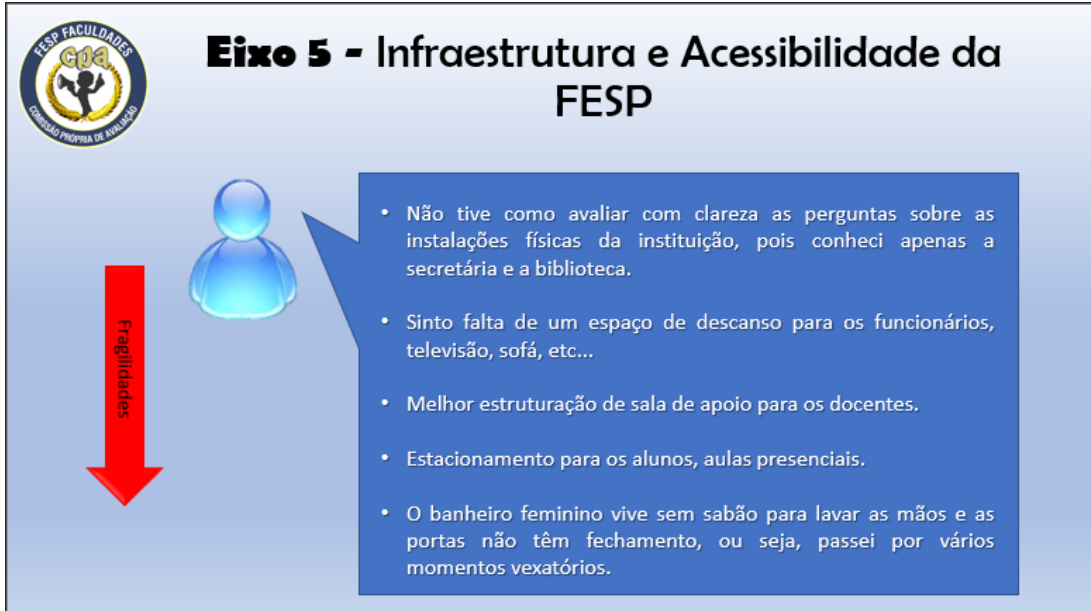 FESP FACULDADES
cpa
COMISSÃO PRÓPRIA DE AVALIAÇÃO
Eixo 5 - Infraestrutura e Acessibilidade da
FESP
Fragilidades
• Não tive como avaliar com clareza as perguntas sobre as
instalações físicas da instituição, pois conheci apenas a
secretária e a biblioteca.
• Sinto falta de um espaço de descanso para os funcionários,
televisão, sofá, etc...
• Melhor estruturação de sala de apoio para os docentes.
• Estacionamento para os alunos, aulas presenciais.
• O banheiro feminino vive sem sabão para lavar as mãos e as
portas não têm fechamento, ou seja, passei por vários
momentos vexatórios.